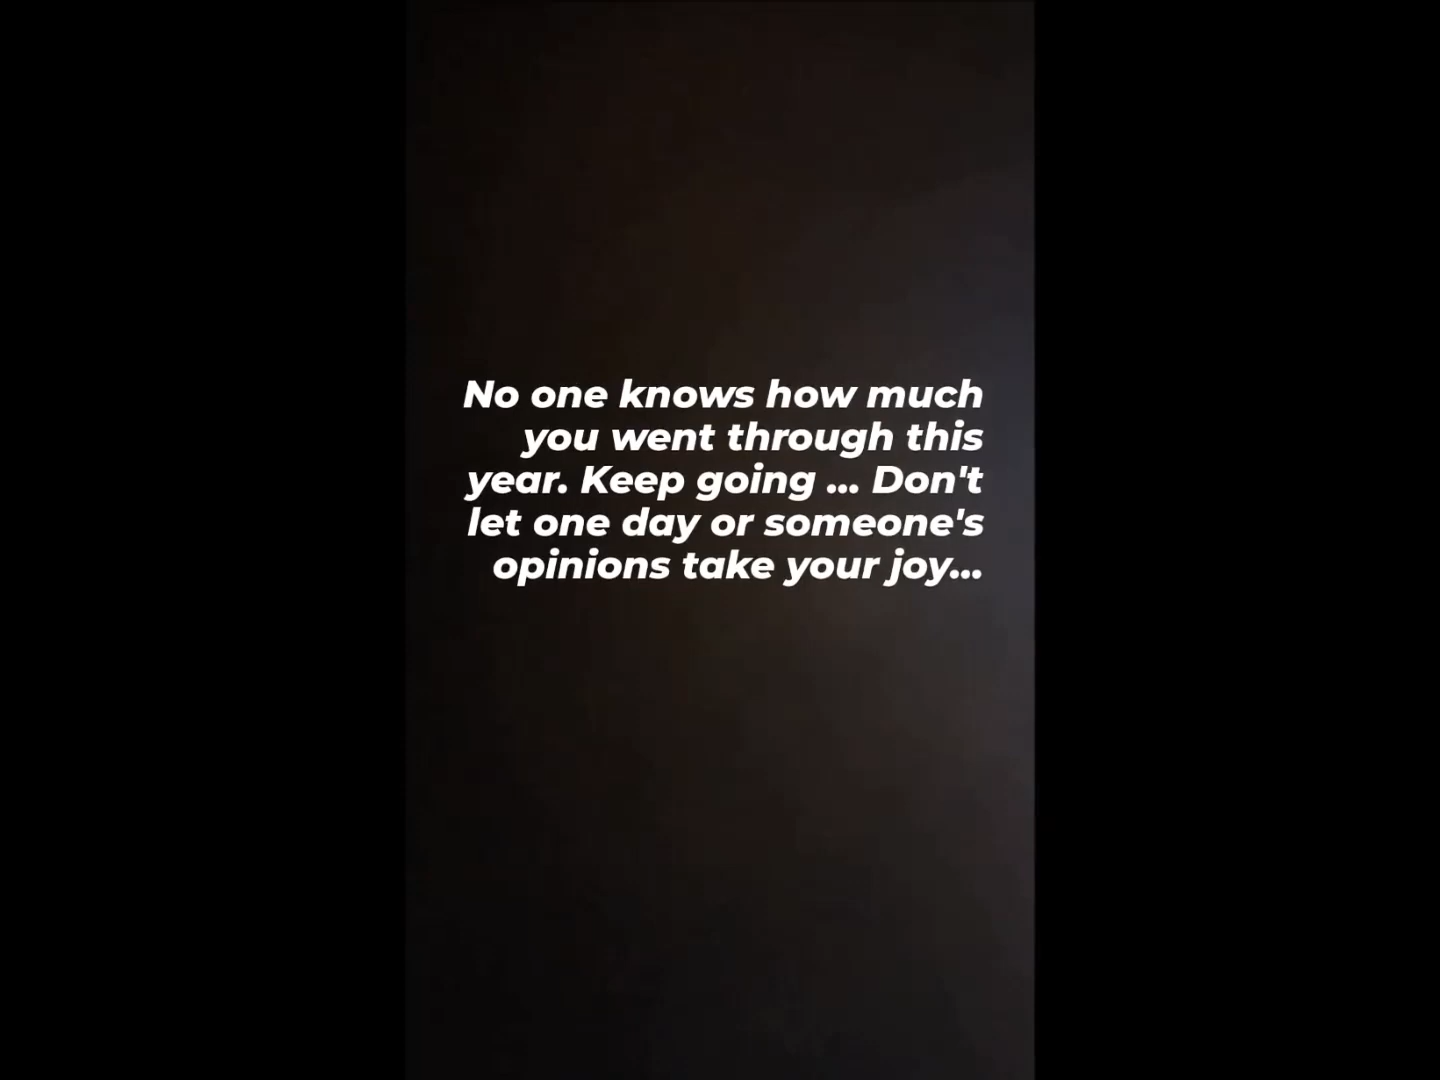 No one knows how much
you went through this
year. Keep going ... Don't
let one day or someone's
opinions take your joy...